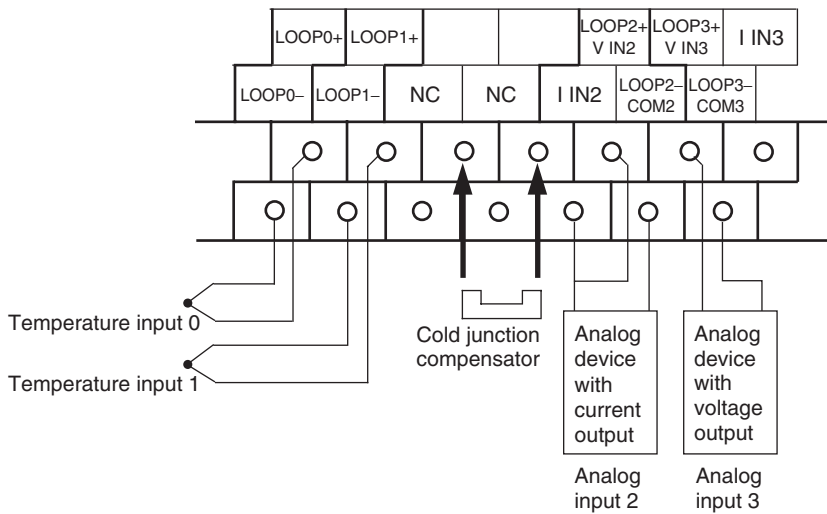 LOOP0+
LOOP1+
LOOP2+
V IN2
LOOP3+
V IN3
I IN3
LOOP0−
LOOP1−
NC
NC
I IN2
LOOP2−
COM2
LOOP3−
COM3
Temperature input 0
Temperature input 1
Cold junction
compensator
Analog
device
with
current
output
Analog
device
with
voltage
output
Analog
input 2
Analog
input 3